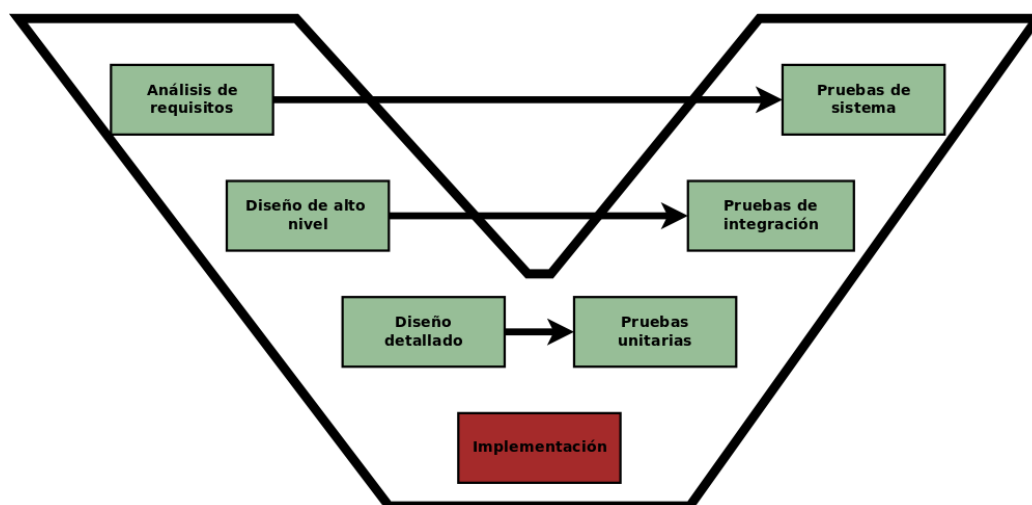 Análisis de
requisitos
Pruebas de
sistema
Diseño de alto
nivel
Pruebas de
integración
Diseño
detallado
Pruebas
unitarias
Implementación